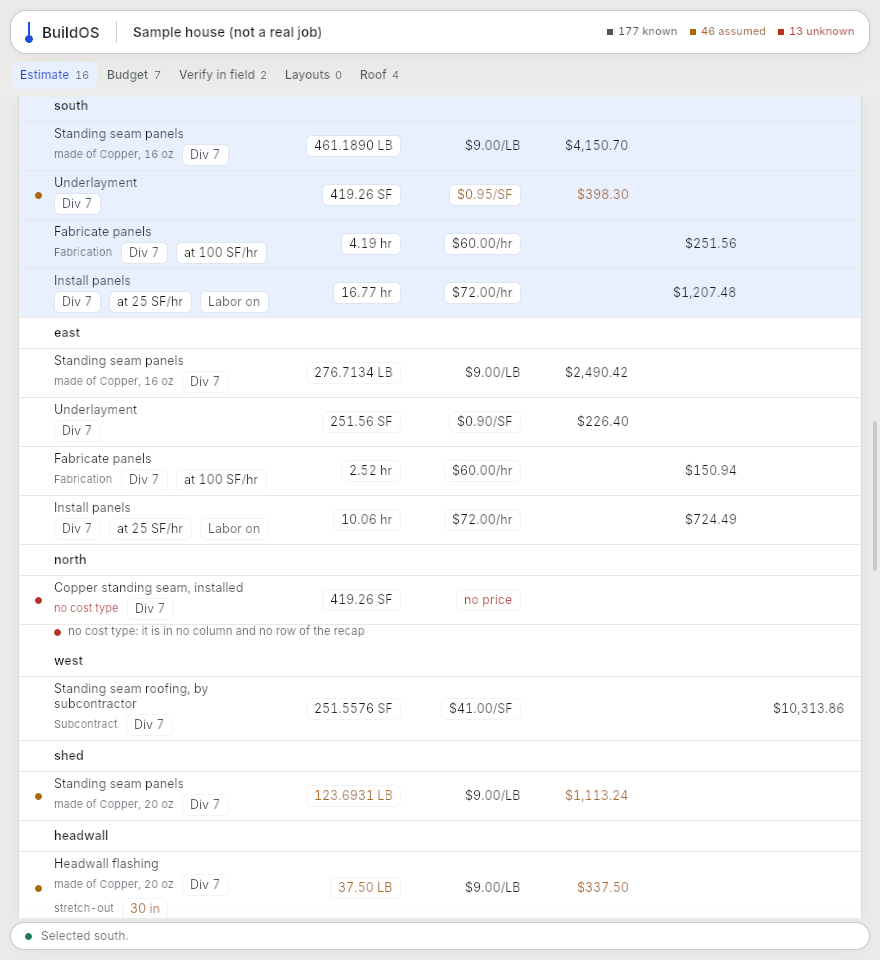 BuildOS Sample house (not a real job) 177 known 46 assumed 13 unknown
Estimate 16 Budget 7 Verify in field 2 Layouts 0 Roof 4
south
Standing seam panels
made of Copper, 16 oz Div 7 461.1890 LB $9.00/LB $4,150.70
Underlayment
Div 7 419.26 SF $0.95/SF $398.30
Fabricate panels
Fabrication Div 7 at 100 SF/hr 4.19 hr $60.00/hr $251.56
Install panels
Div 7 at 25 SF/hr Labor on 16.77 hr $72.00/hr $1,207.48
east
Standing seam panels
made of Copper, 16 oz Div 7 276.7134 LB $9.00/LB $2,490.42
Underlayment
Div 7 251.56 SF $0.90/SF $226.40
Fabricate panels
Fabrication Div 7 at 100 SF/hr 2.52 hr $60.00/hr $150.94
Install panels
Div 7 at 25 SF/hr Labor on 10.06 hr $72.00/hr $724.49
north
Copper standing seam, installed
no cost type Div 7 419.26 SF no price
no cost type: it is in no column and no row of the recap
west
Standing seam roofing, by
subcontractor
Subcontract Div 7 251.5576 SF $41.00/SF $10,313.86
shed
Standing seam panels
made of Copper, 20 oz Div 7 123.6931 LB $9.00/LB $1,113.24
headwall
Headwall flashing
made of Copper, 20 oz Div 7 37.50 LB $9.00/LB $337.50
stretch-out 30 in
Selected south.